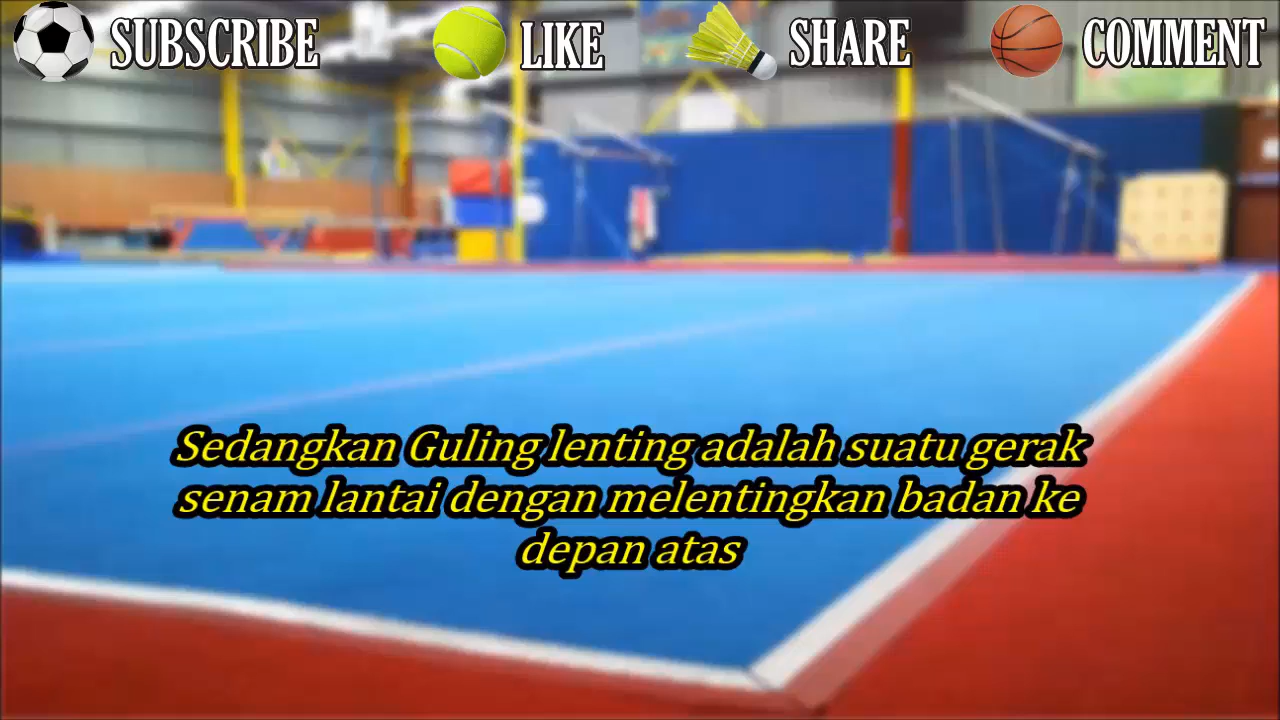 SUBSCRIBE LIKE SHARE COMMENT
Sedangkan Guling lenting adalah suatu gerak
senam lantai dengan melentingkan badan ke
depan atas